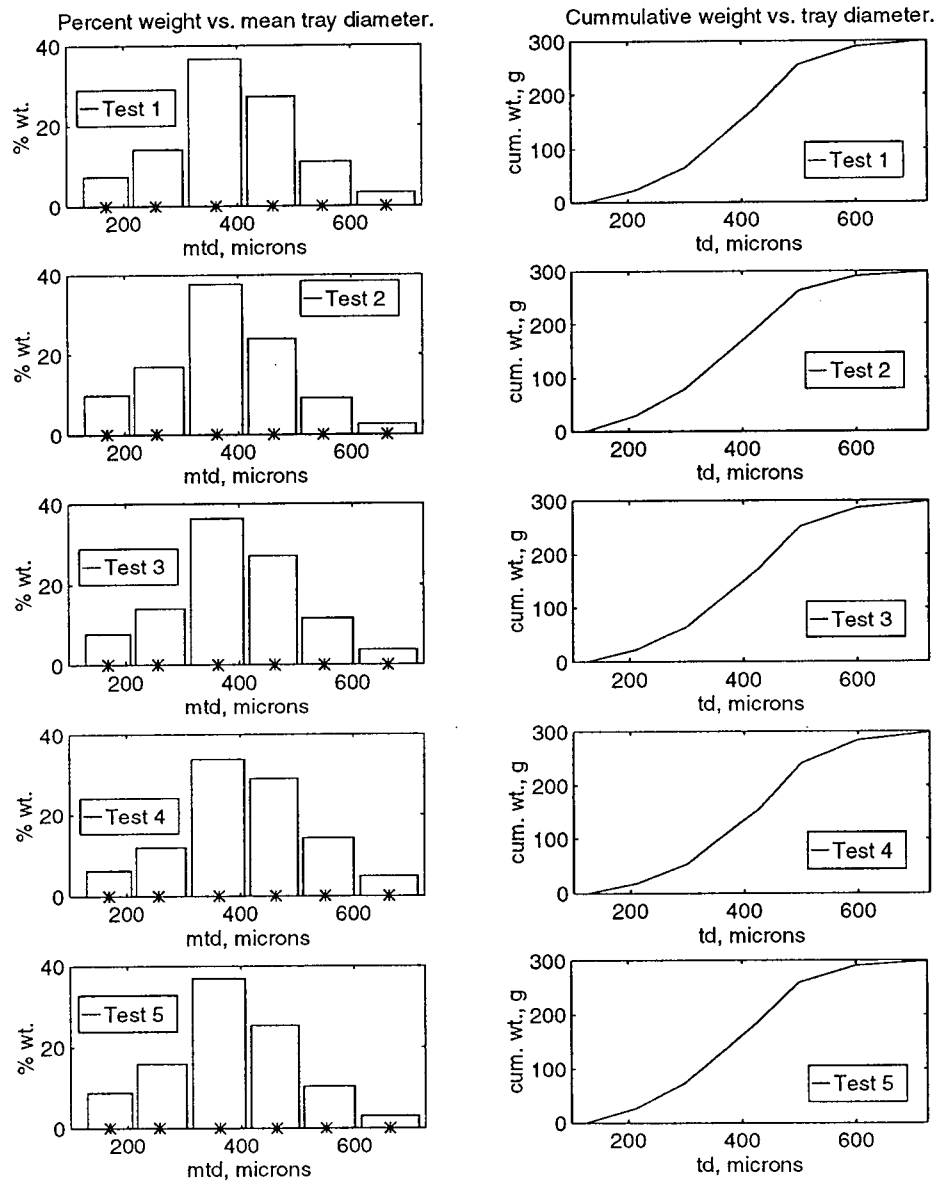 Percent weight vs. mean tray diameter.
40
20
0
% wt.
Test 1
200 400 600
mtd, microns
Cummulative weight vs. tray diameter.
300
200
100
0
cum. wt., g
Test 1
200 400 600
td, microns
40
20
0
% wt.
Test 2
200 400 600
mtd, microns
300
200
100
0
cum. wt., g
Test 2
200 400 600
td, microns
40
20
0
% wt.
Test 3
200 400 600
mtd, microns
300
200
100
0
cum. wt., g
Test 3
200 400 600
td, microns
40
20
0
% wt.
Test 4
200 400 600
mtd, microns
300
200
100
0
cum. wt., g
Test 4
200 400 600
td, microns
40
20
0
% wt.
Test 5
200 400 600
mtd, microns
300
200
100
0
cum. wt., g
Test 5
200 400 600
td, microns